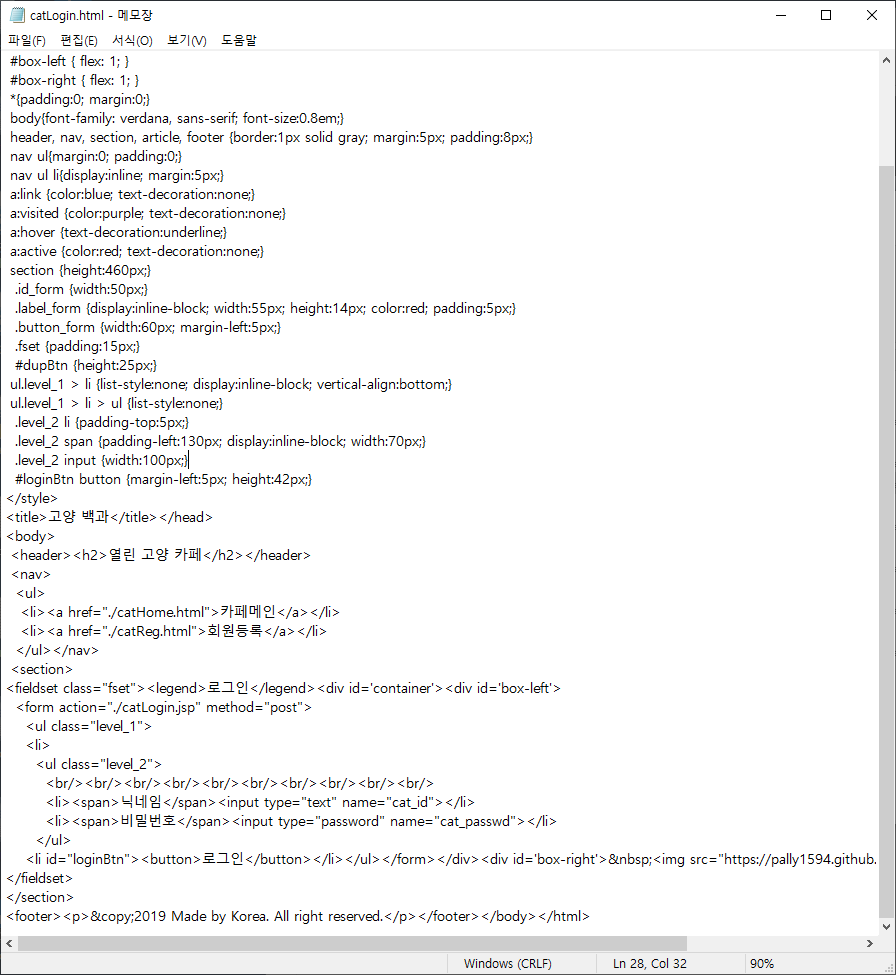 catLogin.html - 메모장
파일(F) 편집(E) 서식(O) 보기(V) 도움말
#box-left { flex: 1; }
#box-right { flex: 1; }
*{padding:0; margin:0;}
body{font-family: verdana, sans-serif; font-size:0.8em;}
header, nav, section, article, footer {border:1px solid gray; margin:5px; padding:8px;}
nav ul{margin:0; padding:0;}
nav ul li{display:inline; margin:5px;}
a:link {color:blue; text-decoration:none;}
a:visited {color:purple; text-decoration:none;}
a:hover {text-decoration:underline;}
a:active {color:red; text-decoration:none;}
section {height:460px;}
.id_form {width:50px;}
.label_form {display:inline-block; width:55px; height:14px; color:red; padding:5px;}
.button_form {width:60px; margin-left:5px;}
.fset {padding:15px;}
#dupBtn {height:25px;}
ul.level_1 > li {list-style:none; display:inline-block; vertical-align:bottom;}
ul.level_1 > li > ul {list-style:none;}
.level_2 li {padding-top:5px;}
.level_2 span {padding-left:130px; display:inline-block; width:70px;}
.level_2 input {width:100px;}
#loginBtn button {margin-left:5px; height:42px;}
</style>
<title>고양 백과</title></head>
<body>
<header><h2>열린 고양 카페</h2></header>
<nav>
<ul>
<li><a href="./catHome.html">카페메인</a></li>
<li><a href="./catReg.html">회원등록</a></li>
</ul></nav>
<section>
<fieldset class="fset"><legend>로그인</legend><div id='container'><div id='box-left'>
<form action="./catLogin.jsp" method="post">
<ul class="level_1">
<li>
<ul class="level_2">
<br/><br/><br/><br/><br/><br/><br/><br/><br/><br/>
<li><span>닉네임</span><input type="text" name="cat_id"></li>
<li><span>비밀번호</span><input type="password" name="cat_passwd"></li>
</ul>
<li id="loginBtn"><button>로그인</button></li></ul></form></div><div id='box-right'>&nbsp;<img src="https://pally1594.github.
</fieldset>
</section>
<footer><p>&copy;2019 Made by Korea. All right reserved.</p></footer></body></html>
Windows (CRLF) Ln 28, Col 32 90%